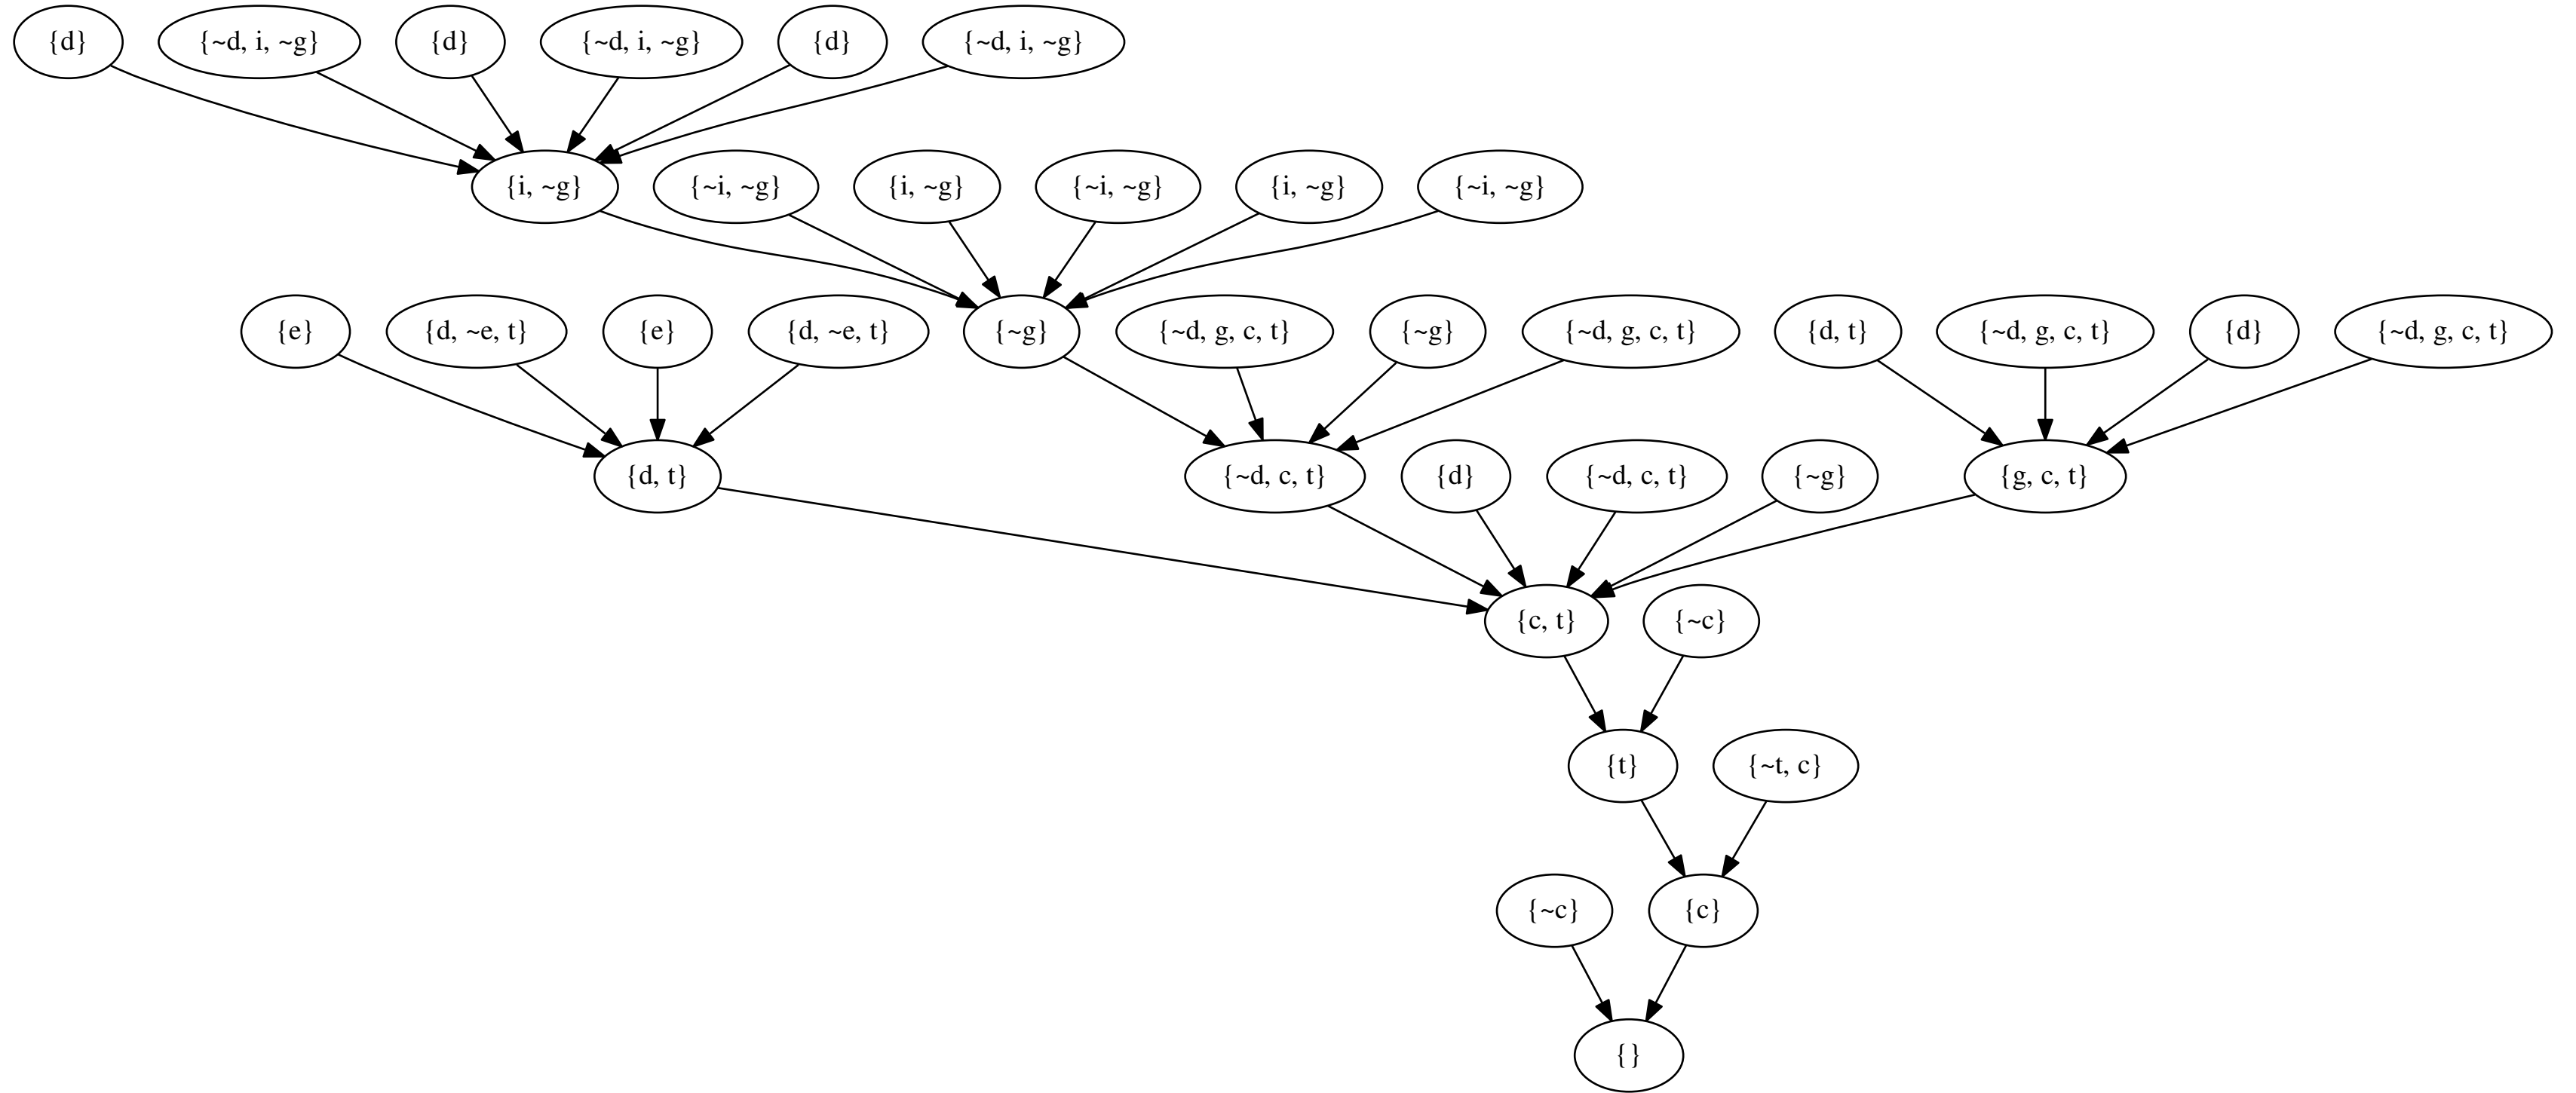 {d} {~d, i, ~g} {d} {~d, i, ~g} {d} {~d, i, ~g}
{i, ~g} {~i, ~g} {i, ~g} {~i, ~g} {i, ~g} {~i, ~g}
{e} {d, ~e, t} {e} {d, ~e, t} {~g} {~d, g, c, t} {~g} {~d, g, c, t} {d, t} {~d, g, c, t} {d} {~d, g, c, t}
{d, t} {~d, c, t} {d} {~d, c, t} {~g} {g, c, t}
{c, t} {~c}
{t} {~t, c}
{~c} {c}
{}